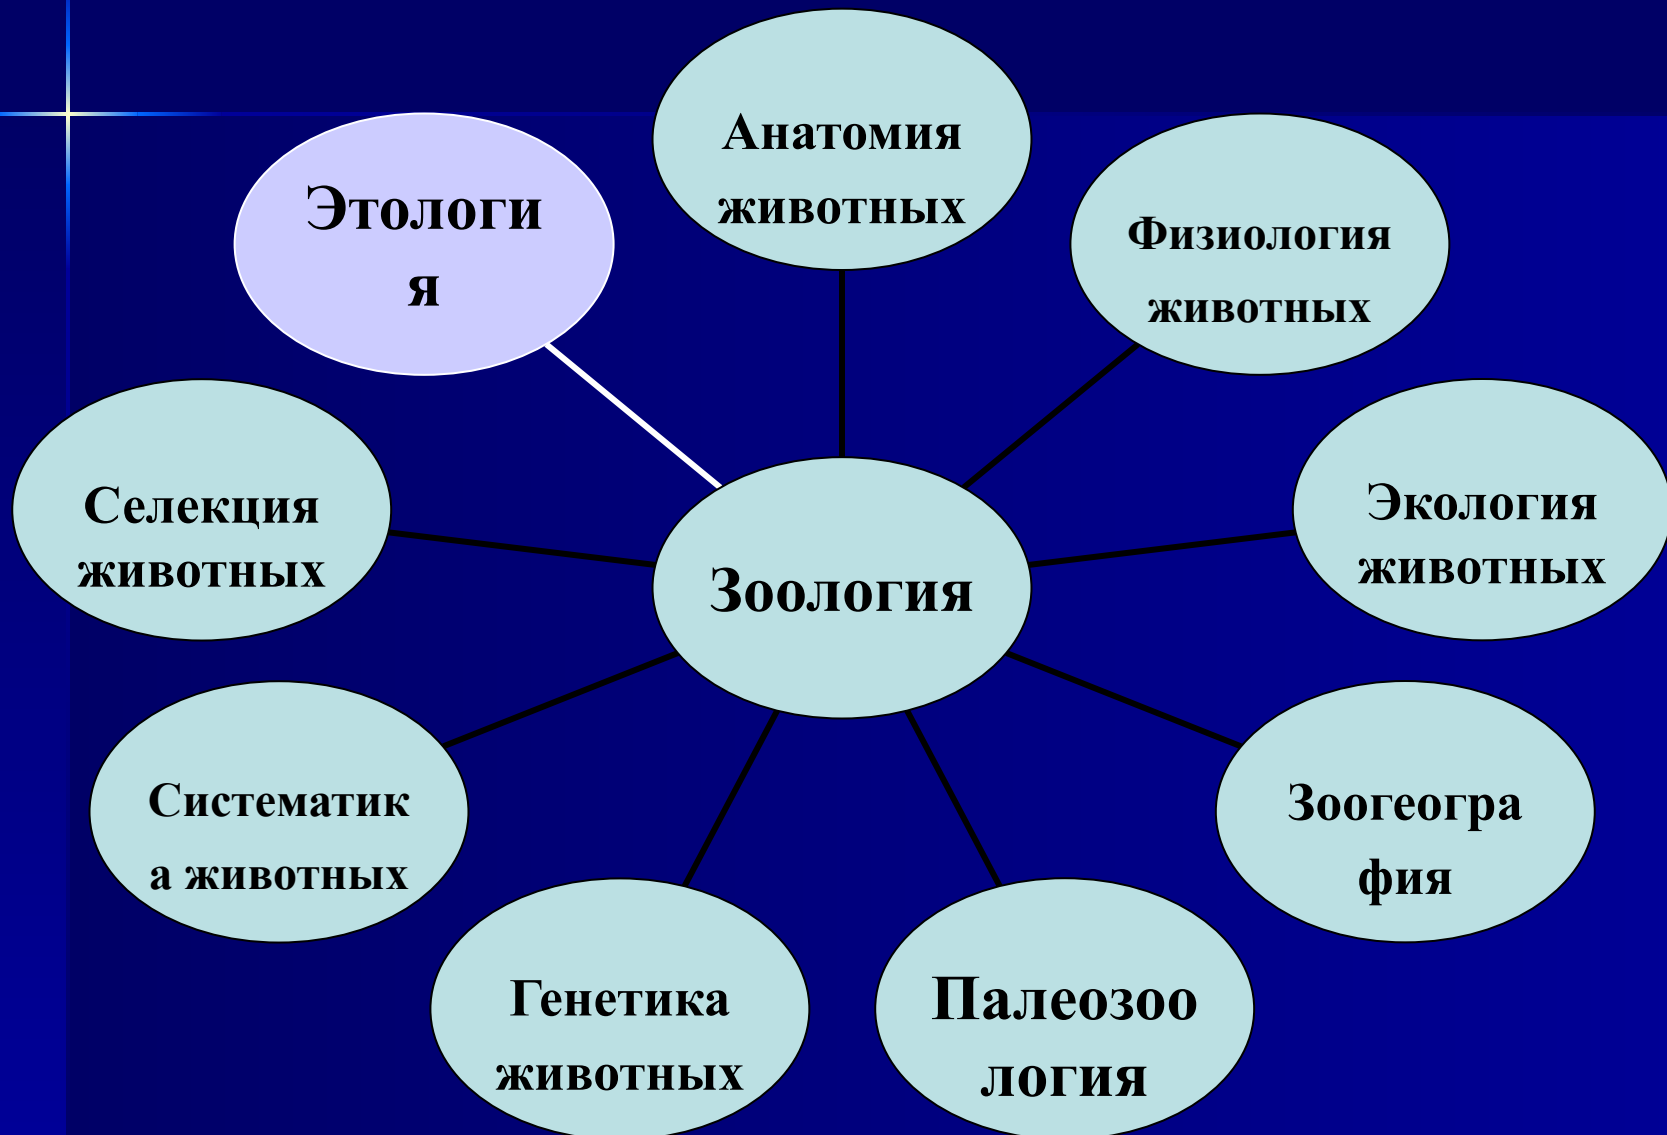 Анатомия
животных
Этологи
я
Физиология
животных
Селекция
животных
Экология
животных
Зоология
Систематик
а животных
Зоогеогра
фия
Генетика
животных
Палеозоо
логия